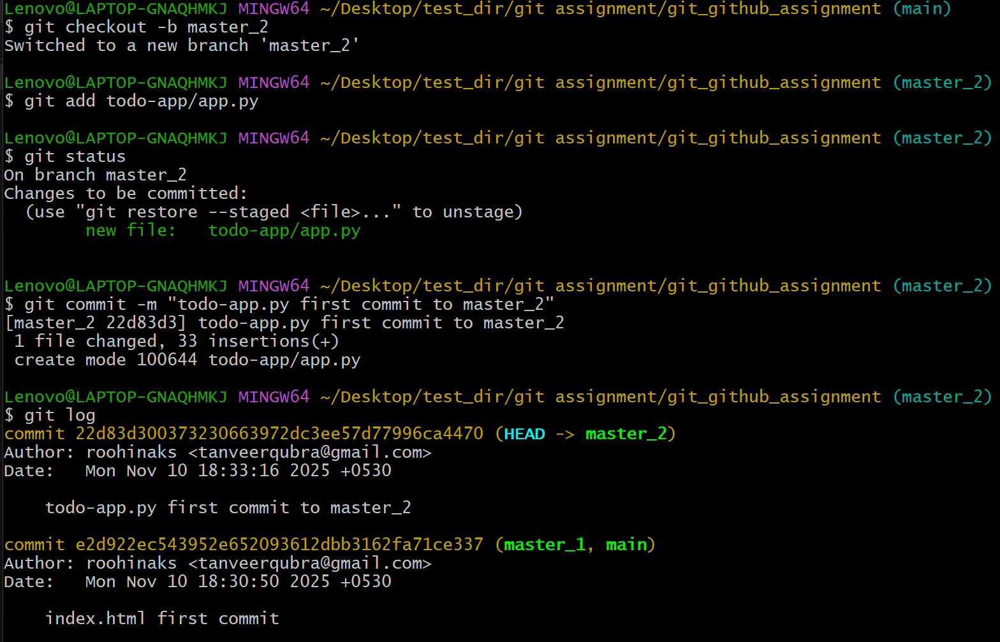 Lenovo@LAPTOP-GNAQHMKJ MINGW64 ~/Desktop/test_dir/git assignment/git_github_assignment (main)
$ git checkout -b master_2
Switched to a new branch 'master_2'
Lenovo@LAPTOP-GNAQHMKJ MINGW64 ~/Desktop/test_dir/git assignment/git_github_assignment (master_2)
$ git add todo-app/app.py
Lenovo@LAPTOP-GNAQHMKJ MINGW64 ~/Desktop/test_dir/git assignment/git_github_assignment (master_2)
$ git status
On branch master_2
Changes to be committed:
  (use "git restore --staged <file>..." to unstage)
        new file:   todo-app/app.py
Lenovo@LAPTOP-GNAQHMKJ MINGW64 ~/Desktop/test_dir/git assignment/git_github_assignment (master_2)
$ git commit -m "todo-app.py first commit to master_2"
[master_2 22d83d3] todo-app.py first commit to master_2
 1 file changed, 33 insertions(+)
 create mode 100644 todo-app/app.py
Lenovo@LAPTOP-GNAQHMKJ MINGW64 ~/Desktop/test_dir/git assignment/git_github_assignment (master_2)
$ git log
commit 22d83d300373230663972dc3ee57d77996ca4470 (HEAD -> master_2)
Author: roohinaks <tanveerqubra@gmail.com>
Date:   Mon Nov 10 18:33:16 2025 +0530
    todo-app.py first commit to master_2
commit e2d922ec543952e652093612dbb3162fa71ce337 (master_1, main)
Author: roohinaks <tanveerqubra@gmail.com>
Date:   Mon Nov 10 18:30:50 2025 +0530
    index.html first commit